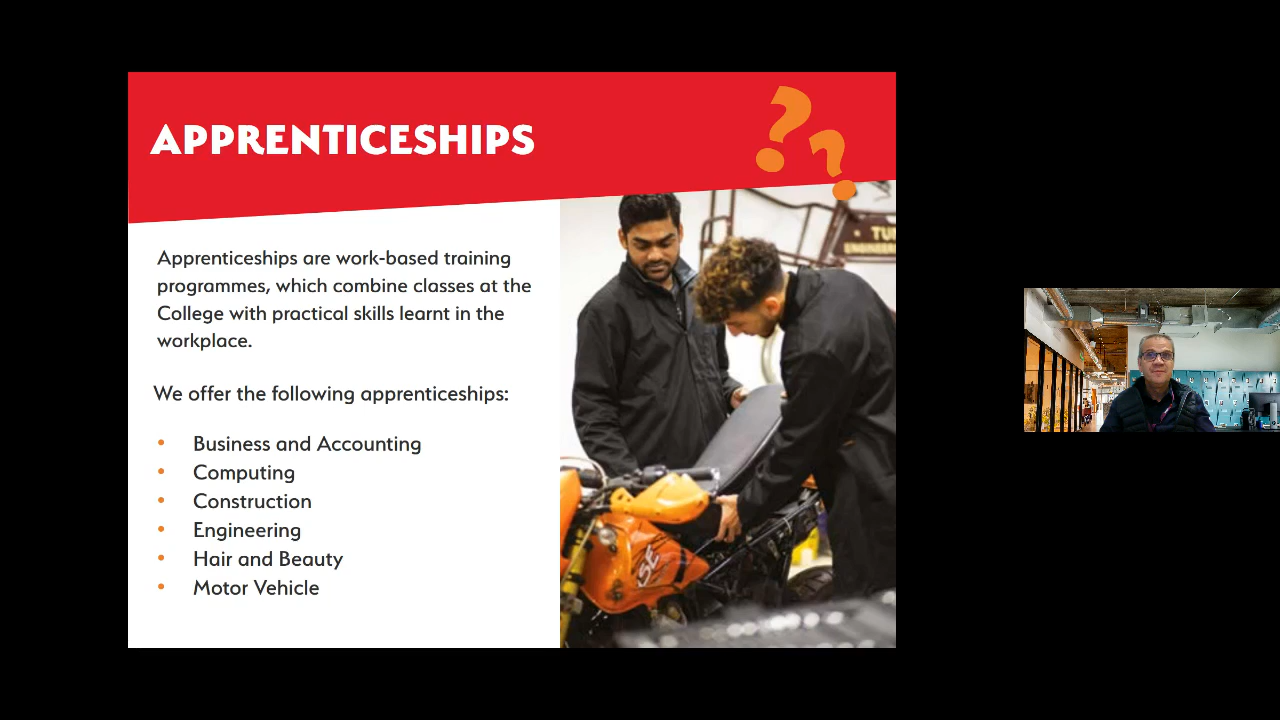 APPRENTICESHIPS
??
Apprenticeships are work-based training
programmes, which combine classes at the
College with practical skills learnt in the
workplace.
We offer the following apprenticeships:
• Business and Accounting
• Computing
• Construction
• Engineering
• Hair and Beauty
• Motor Vehicle